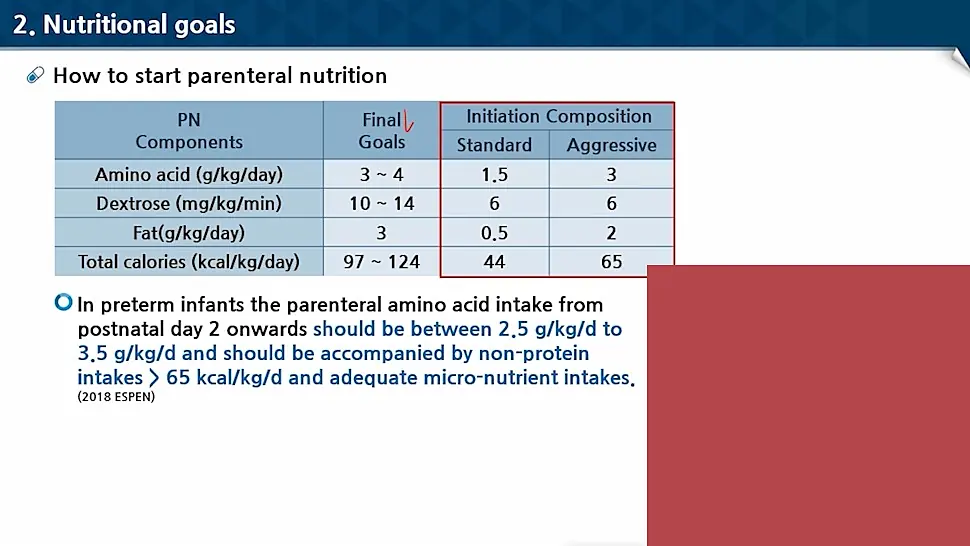 2. Nutritional goals
How to start parenteral nutrition
PN Components Final Goals Initiation Composition
Standard Aggressive
Amino acid (g/kg/day) 3 ~ 4 1.5 3
Dextrose (mg/kg/min) 10 ~ 14 6 6
Fat(g/kg/day) 3 0.5 2
Total calories (kcal/kg/day) 97 ~ 124 44 65
In preterm infants the parenteral amino acid intake from
postnatal day 2 onwards should be between 2.5 g/kg/d to
3.5 g/kg/d and should be accompanied by non-protein
intakes > 65 kcal/kg/d and adequate micro-nutrient intakes.
(2018 ESPEN)